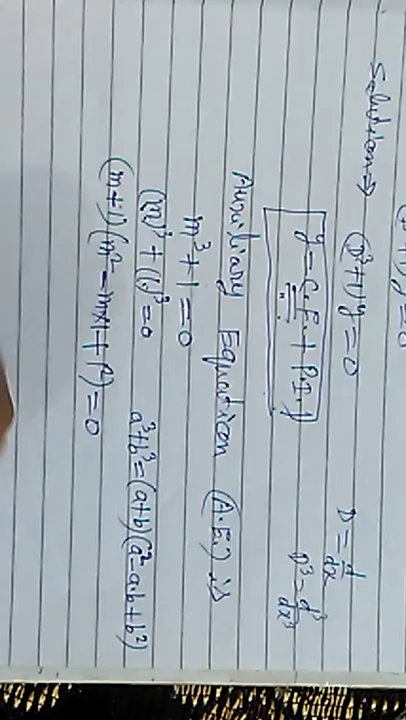 Solution ⇒ (D³+1)y = 0
D = d/dx
y = C.F. + P.I.
D³ = d³/dx³
Auxiliary Equation (A.E.) is
m³ + 1 = 0
(m)³ + (1)³ = 0
a³+b³ = (a+b)(a²-a.b+b²)
(m+1)(m² - m×1 + 1²) = 0